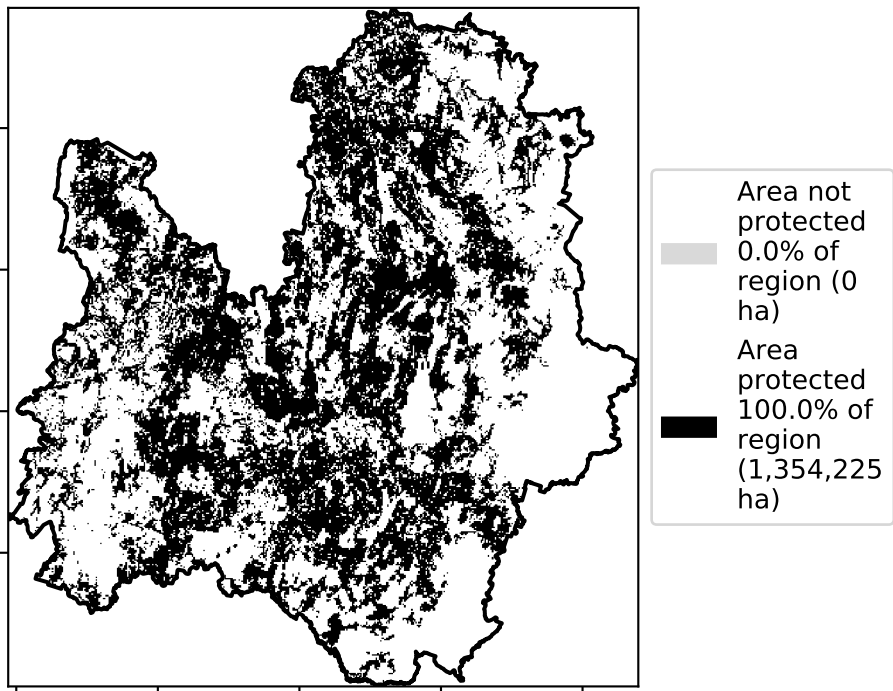 Area not
protected
0.0% of
region (0
ha)
Area
protected
100.0% of
region
(1,354,225
ha)